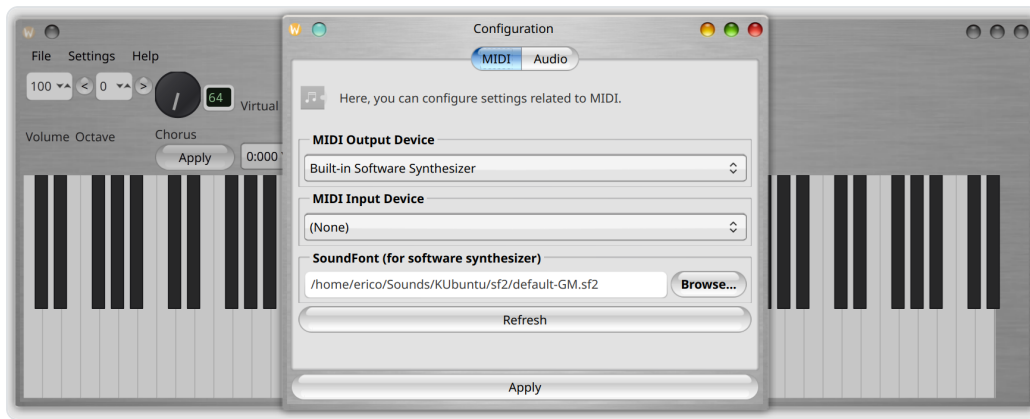 File Settings Help
100 < 0 >
64
Virtual
Volume Octave
Chorus
Apply
0:000
Configuration
MIDI Audio
Here, you can configure settings related to MIDI.
MIDI Output Device
Built-in Software Synthesizer
MIDI Input Device
(None)
SoundFont (for software synthesizer)
/home/erico/Sounds/KUbuntu/sf2/default-GM.sf2
Browse...
Refresh
Apply